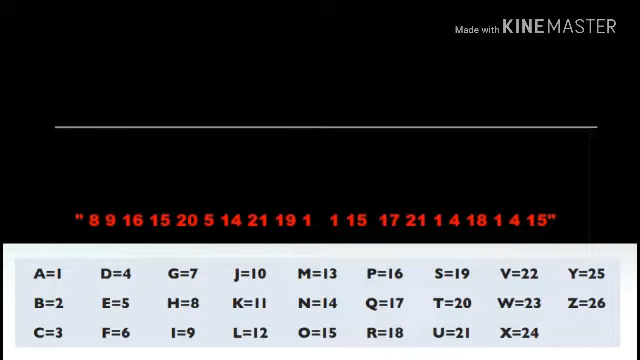 Made with KINEMASTER
" 8 9 16 15 20 5 14 21 19 1 1 15 17 21 1 4 18 1 4 15"
A=1 D=4 G=7 J=10 M=13 P=16 S=19 V=22 Y=25
B=2 E=5 H=8 K=11 N=14 Q=17 T=20 W=23 Z=26
C=3 F=6 I=9 L=12 O=15 R=18 U=21 X=24